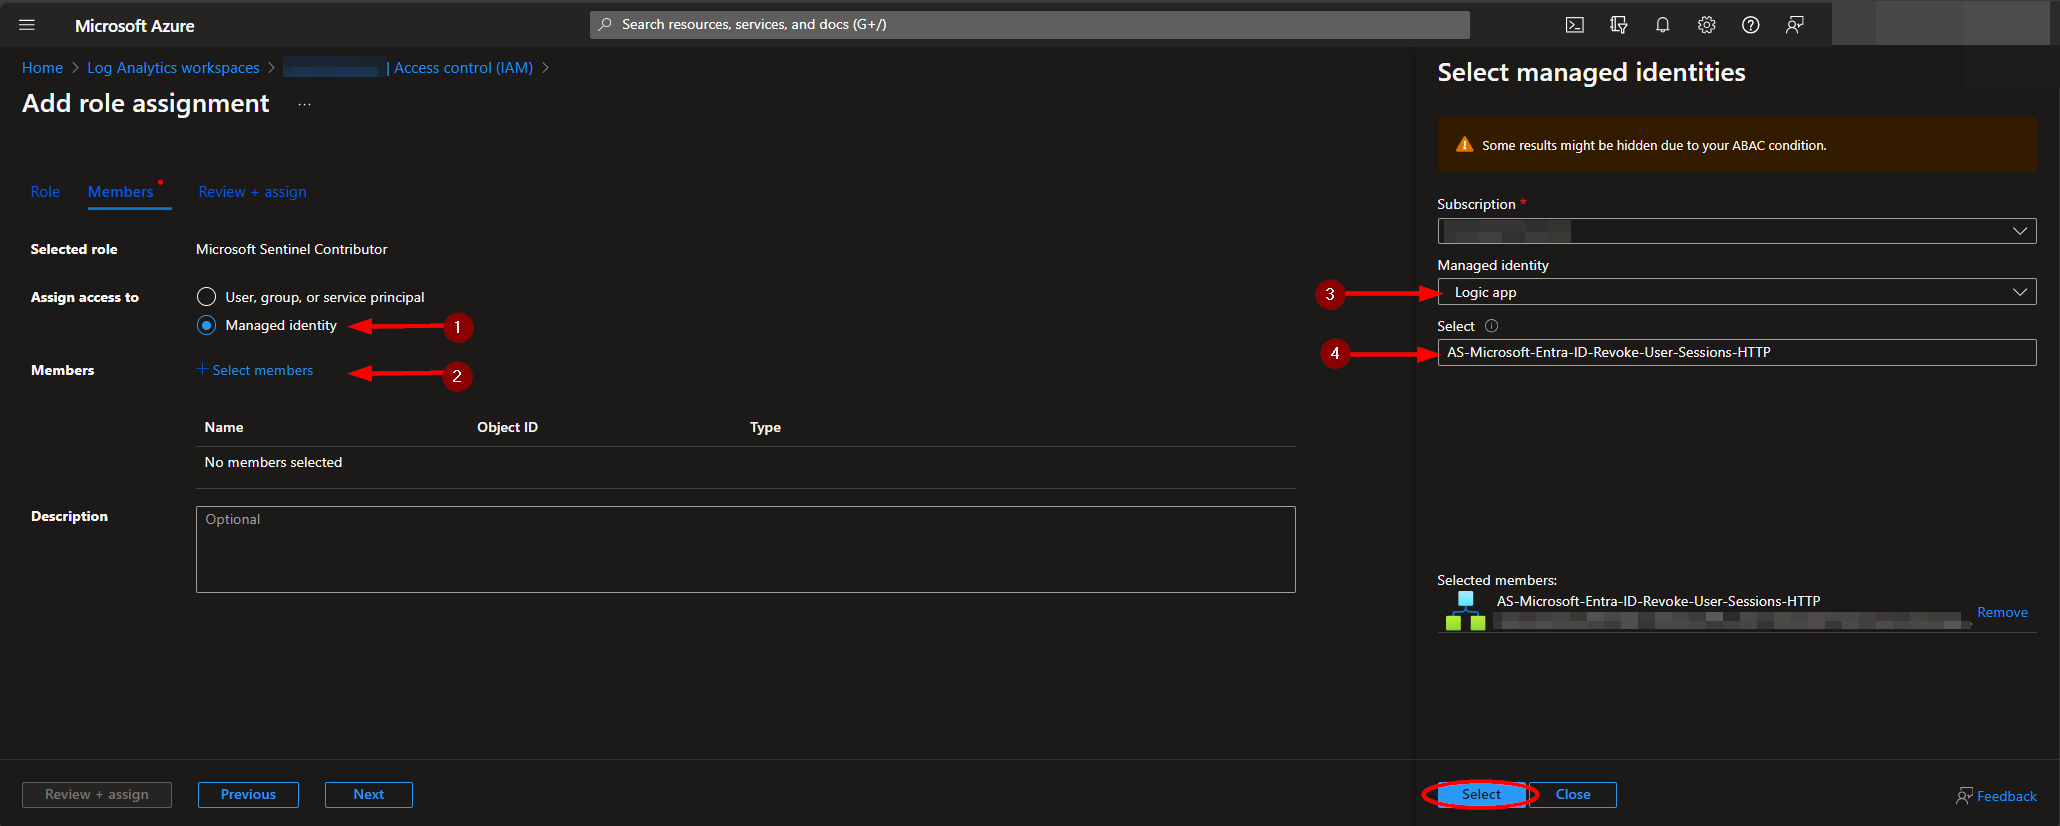 Microsoft Azure
Search resources, services, and docs (G+/)
Home > Log Analytics workspaces > | Access control (IAM) >
Add role assignment ...
Role Members Review + assign
Selected role Microsoft Sentinel Contributor
Assign access to User, group, or service principal
Managed identity 1
Members + Select members 2
Name Object ID Type
No members selected
Description Optional
Review + assign Previous Next
Select managed identities
Some results might be hidden due to your ABAC condition.
Subscription *
Managed identity
3 Logic app
Select
4 AS-Microsoft-Entra-ID-Revoke-User-Sessions-HTTP
Selected members:
AS-Microsoft-Entra-ID-Revoke-User-Sessions-HTTP
Remove
Select Close Feedback